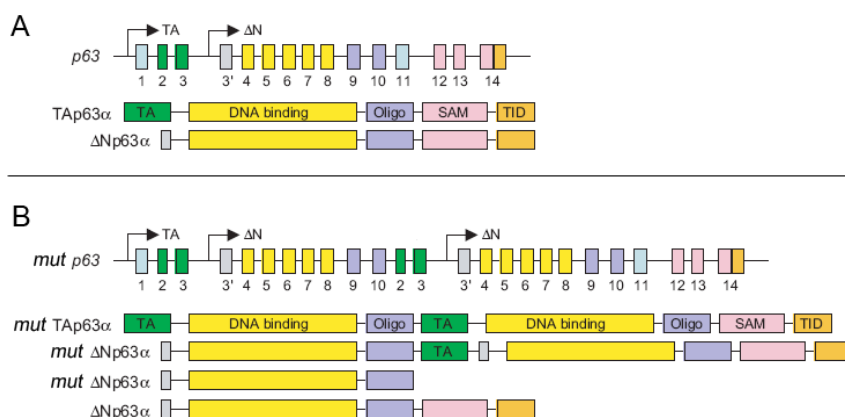 A
TA ΔN
p63
1 2 3 3' 4 5 6 7 8 9 10 11 12 13 14
TAp63α TA DNA binding Oligo SAM TID
ΔNp63α
B
TA ΔN ΔN
mut p63
1 2 3 3' 4 5 6 7 8 9 10 2 3 3' 4 5 6 7 8 9 10 11 12 13 14
mut TAp63α TA DNA binding Oligo TA DNA binding Oligo SAM TID
mut ΔNp63α TA
mut ΔNp63α
ΔNp63α